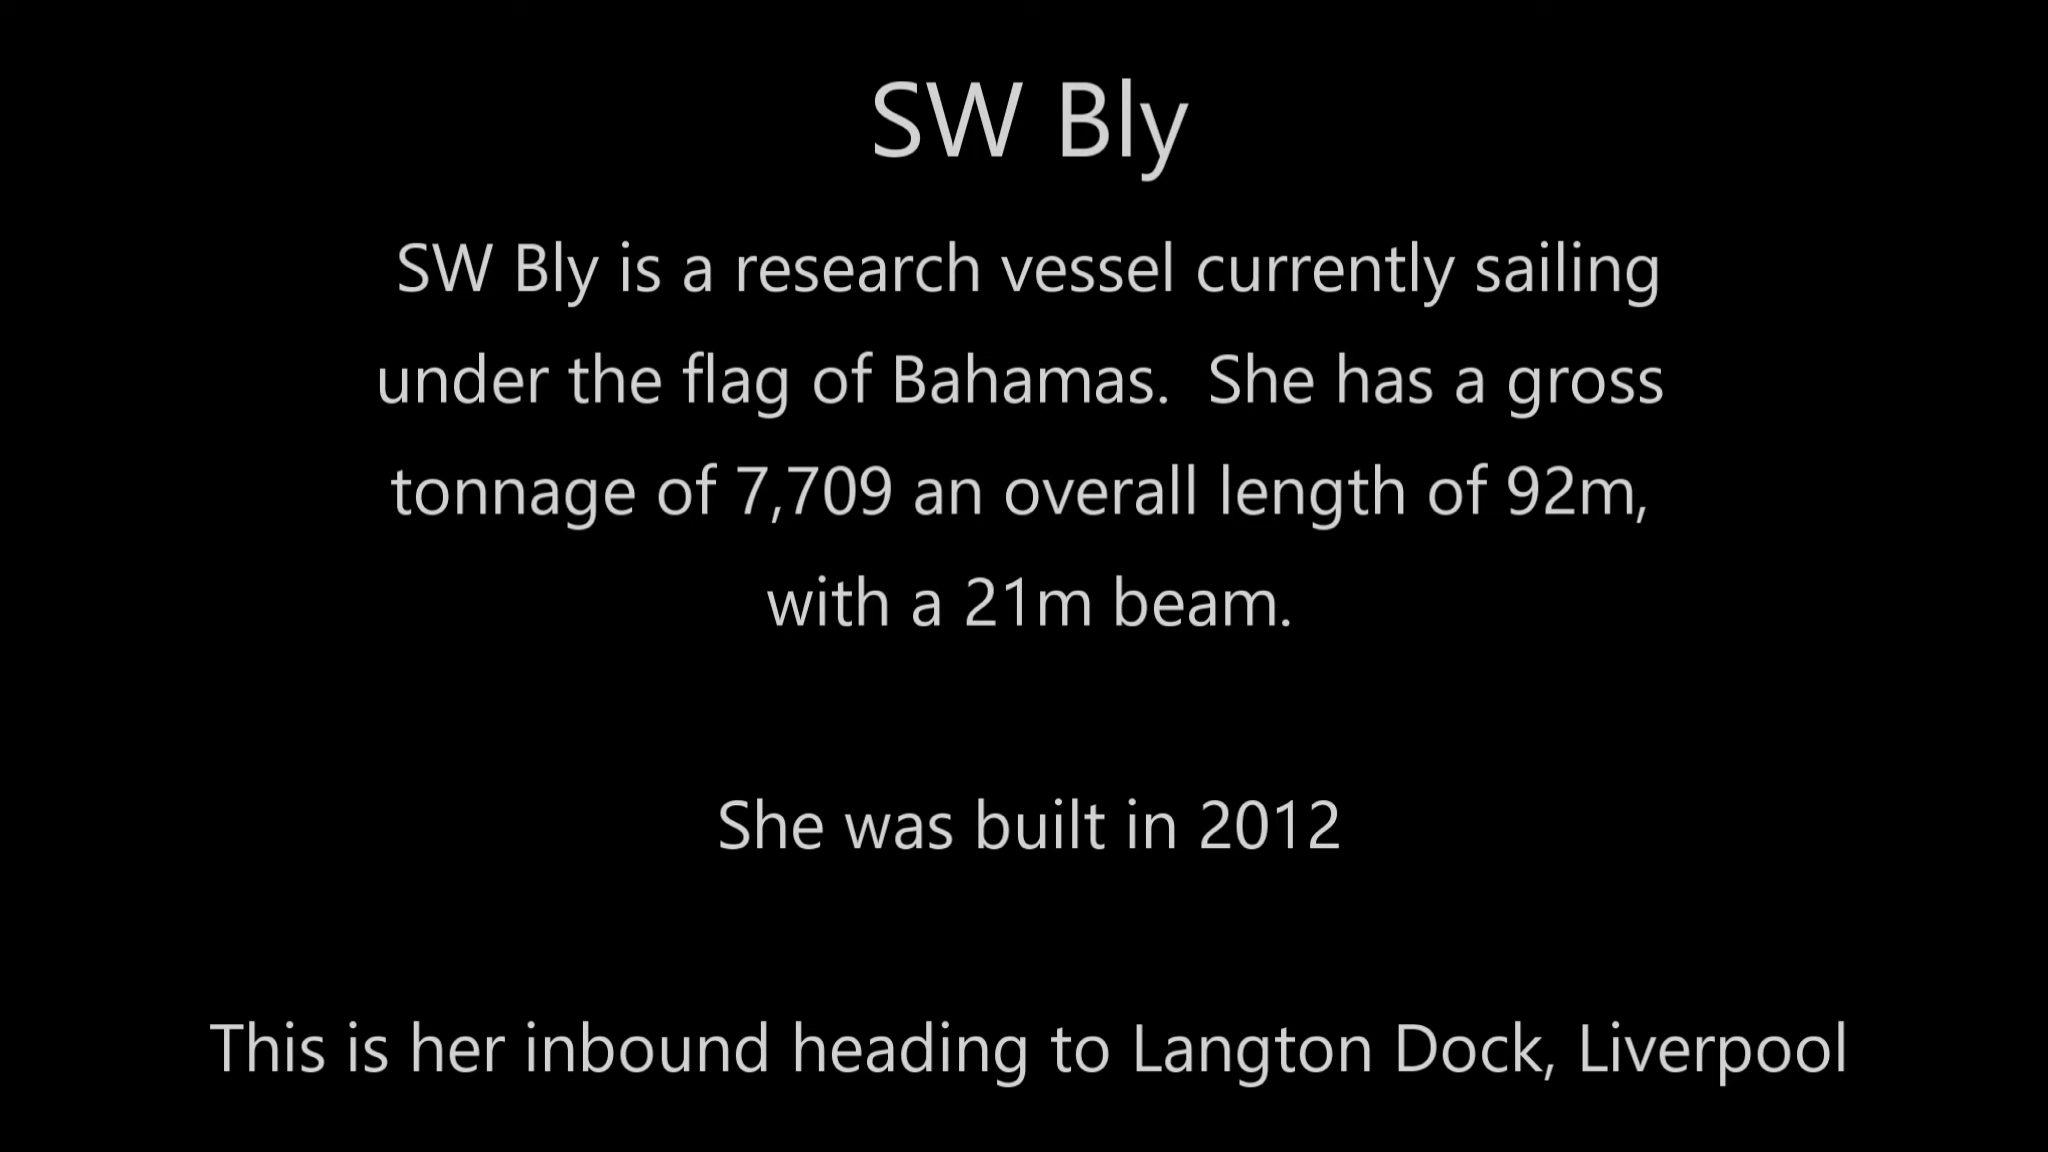 SW Bly
SW Bly is a research vessel currently sailing
under the flag of Bahamas.  She has a gross
tonnage of 7,709 an overall length of 92m,
with a 21m beam.
She was built in 2012
This is her inbound heading to Langton Dock, Liverpool